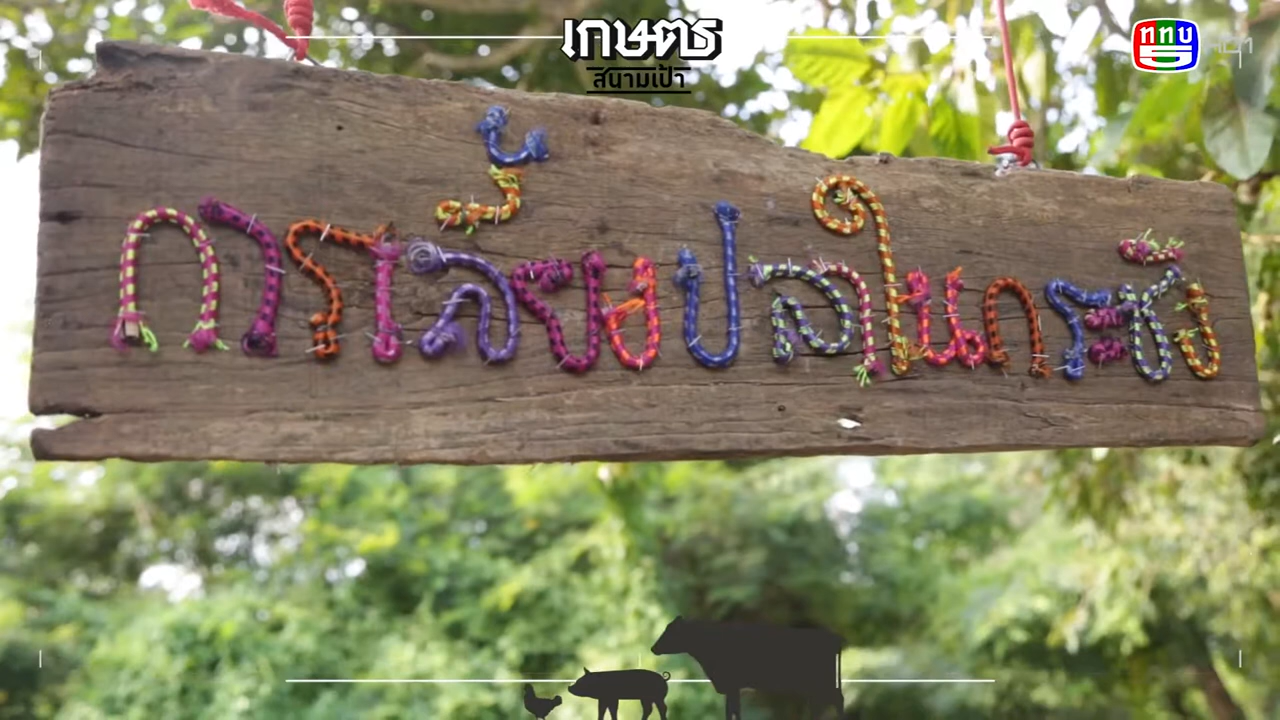 เกษตร
สนามเป้า
ททบ
5
การเลี้ยงปลาในกระชัง